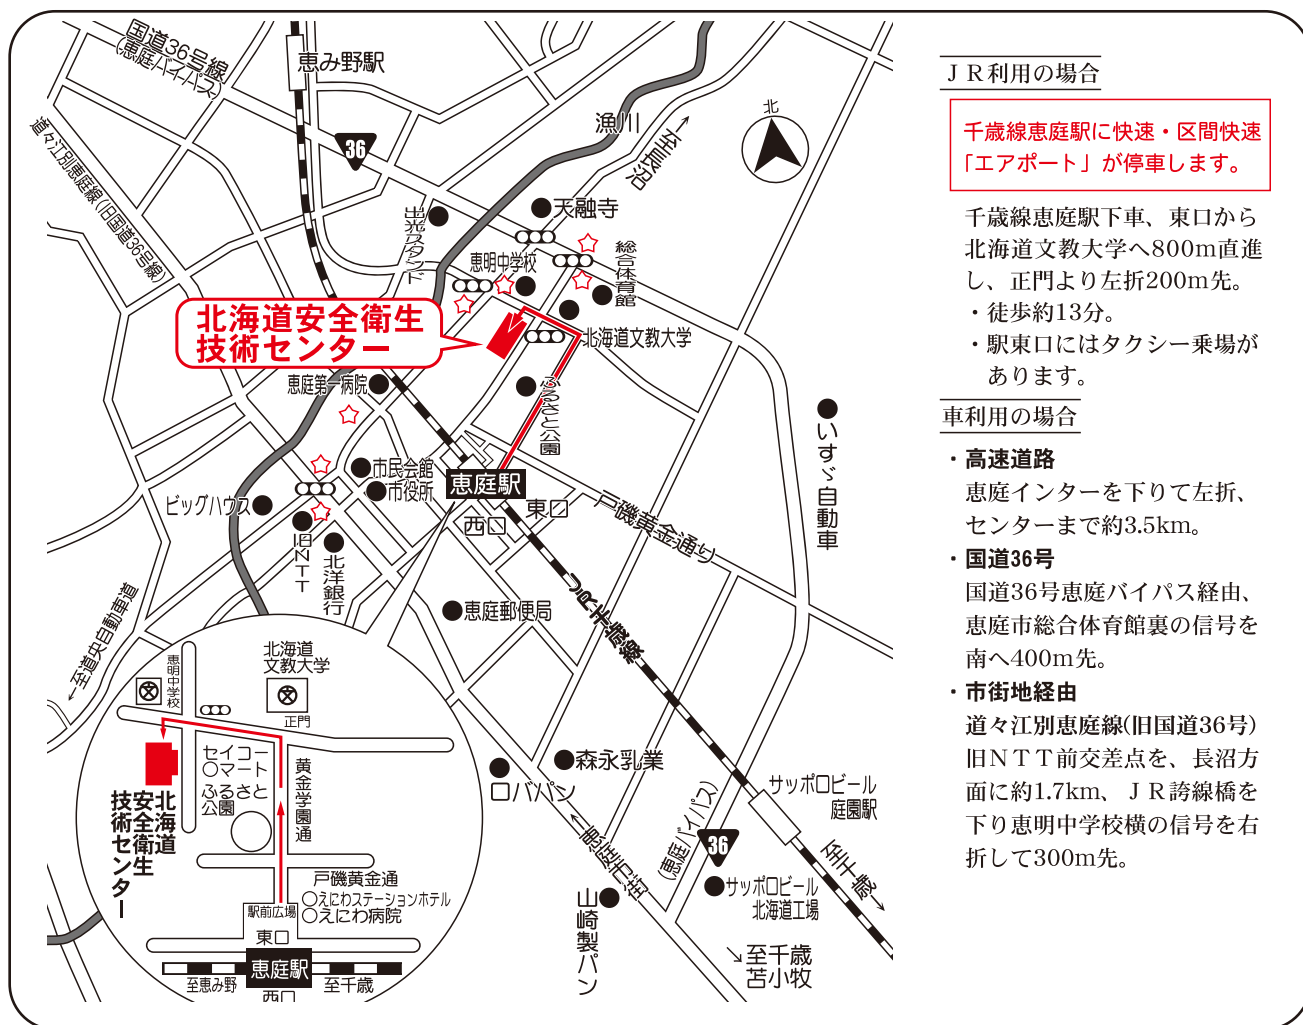 国道36号線
(恵庭バイパス)
恵み野駅
36
漁川
北
至長沼
道々江別恵庭線(旧国道36号線)
出光スタンド
天融寺
恵明中学校
総合体育館
北海道安全衛生
技術センター
北海道文教大学
恵庭第一病院
ふるさと公園
いすゞ自動車
市民会館
市役所
恵庭駅
ビッグハウス
東口
西口
戸磯黄金通り
旧NTT
北洋銀行
恵庭郵便局
JR千歳線
至道央自動車道
森永乳業
ロバパン
サッポロビール
庭園駅
(恵庭バイパス)
36
至恵庭市街
至千歳
サッポロビール
北海道工場
山崎製パン
至千歳
苫小牧
北海道
文教大学
恵明中学校
正門
セイコー
マート
ふるさと
公園
黄金学園通
北海道
安全衛生
技術センター
戸磯黄金通
えにわステーションホテル
えにわ病院
駅前広場
東口
恵庭駅
至恵み野
至千歳
西口
JR利用の場合
千歳線恵庭駅に快速・区間快速
「エアポート」が停車します。
千歳線恵庭駅下車、東口から
北海道文教大学へ800m直進
し、正門より左折200m先。
・徒歩約13分。
・駅東口にはタクシー乗場が
あります。
車利用の場合
・高速道路
恵庭インターを下りて左折、
センターまで約3.5km。
・国道36号
国道36号恵庭バイパス経由、
恵庭市総合体育館裏の信号を
南へ400m先。
・市街地経由
道々江別恵庭線(旧国道36号)
旧NTT前交差点を、長沼方
面に約1.7km、JR誇線橋を
下り恵明中学校横の信号を右
折して300m先。